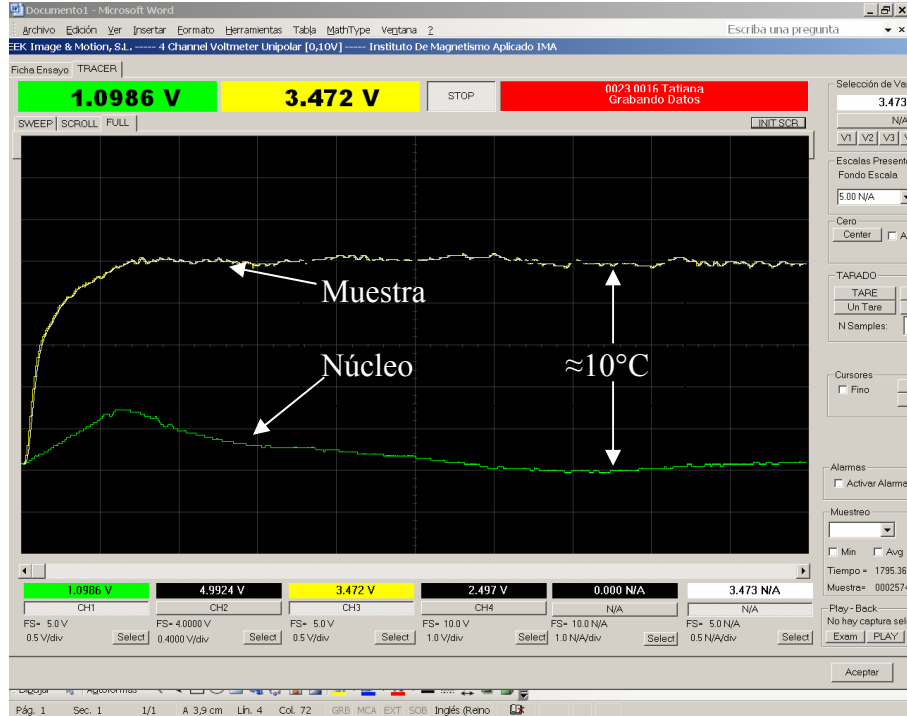 Documento1 - Microsoft Word
Archivo Edición Ver Insertar Formato Herramientas Tabla MathType Ventana ?
Escriba una pregunta
EEK Image & Motion, S.L. ----- 4 Channel Voltmeter Unipolar [0,10V] ----- Instituto De Magnetismo Aplicado IMA
Ficha Ensayo TRACER
1.0986 V
3.472 V
STOP
0023 0016 Tatiana
Grabando Datos
SWEEP SCROLL FULL
INIT SCR.
Muestra
Núcleo
≈10°C
Selección de Va
3.473
N/A
V1 V2 V3 V
Escalas Present
Fondo Escala
5.00 N/A
Cero
Center A
TARADO
TARE
Un Tare
N Samples:
Cursores
Fino
Alarmas
Activar Alarma
Muestreo
Min Avg
Tiempo = 1795.36
Muestra= 0002574
Play - Back
No hay captura sel
Exam PLAY
1.0986 V 4.9924 V 3.472 V 2.497 V 0.000 N/A 3.473 N/A
CH1 CH2 CH3 CH4 N/A N/A
FS= 5.0 V FS= 4.0000 V FS= 5.0 V FS= 10.0 V FS= 10.0 N/A FS= 5.0 N/A
0.5 V/div Select 0.4000 V/div Select 0.5 V/div Select 1.0 V/div Select 1.0 N/A/div Select 0.5 N/A/div Select
Aceptar
Pág. 1 Sec. 1 1/1 A 3,9 cm Lín. 4 Col. 72 GRB MCA EXT SOB Inglés (Reino